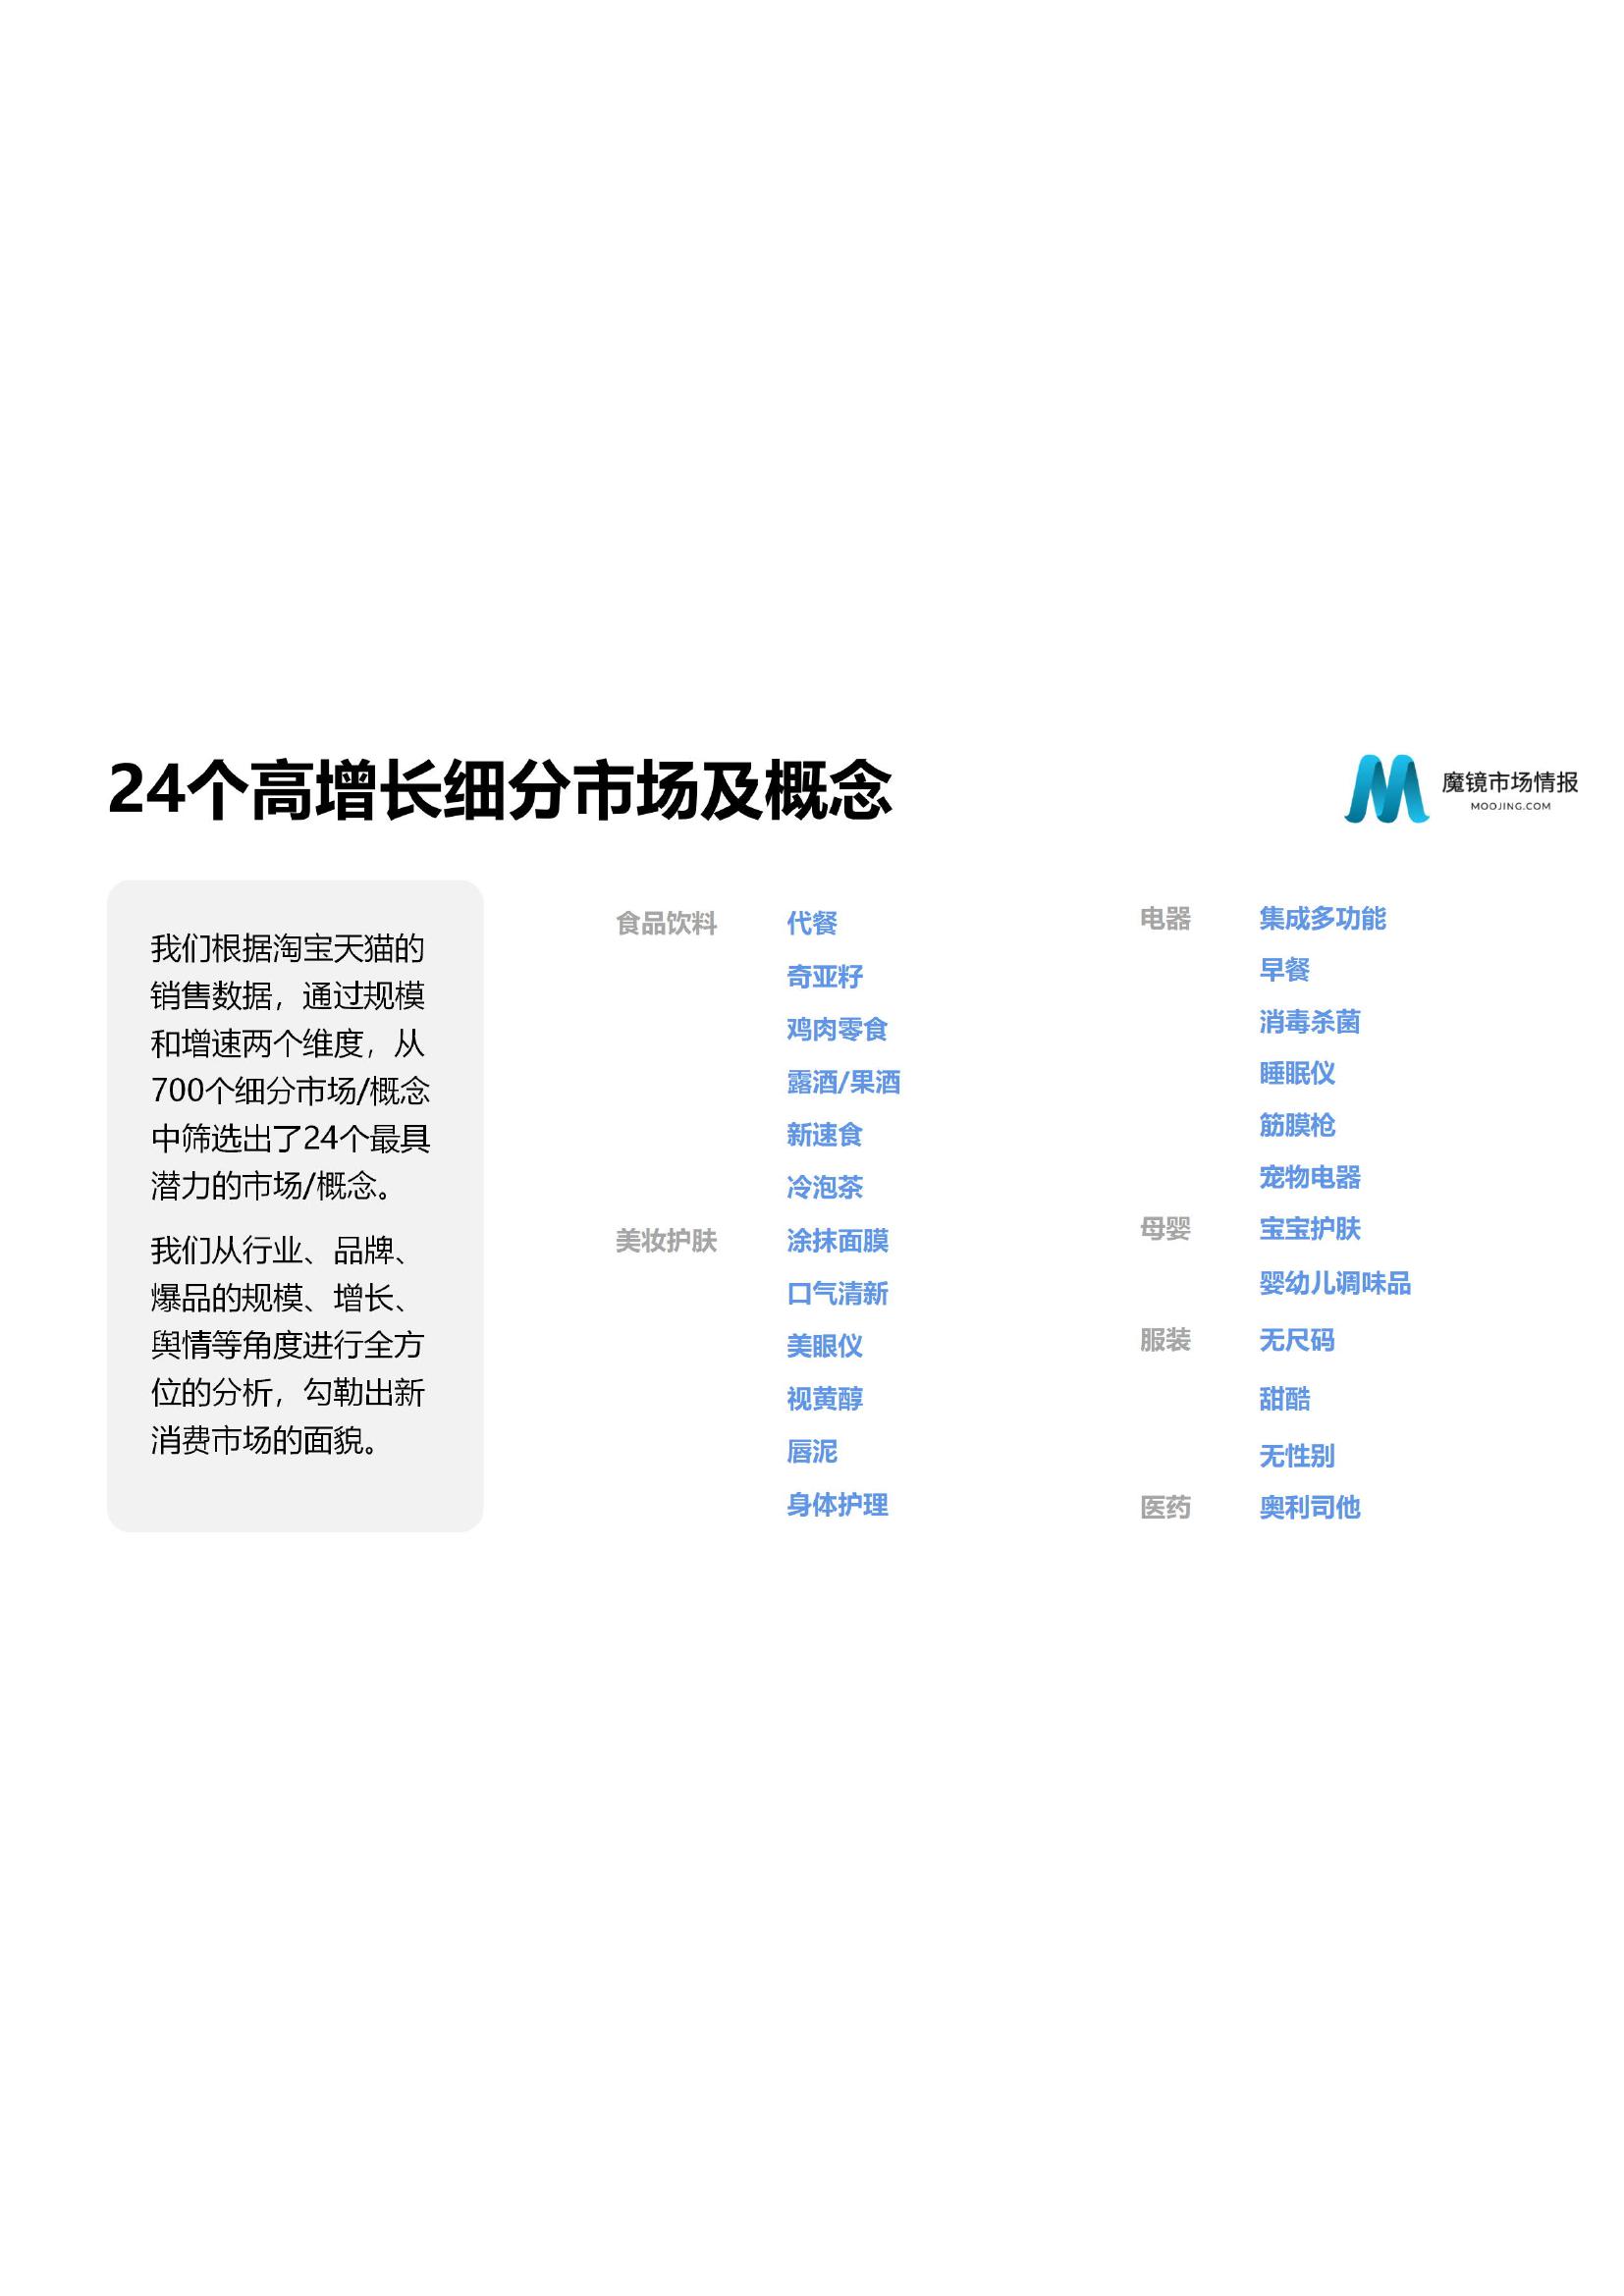 24个高增长细分市场及概念
魔镜市场情报
MOOJING.COM
我们根据淘宝天猫的
销售数据，通过规模
和增速两个维度，从
700个细分市场/概念
中筛选出了24个最具
潜力的市场/概念。
我们从行业、品牌、
爆品的规模、增长、
舆情等角度进行全方
位的分析，勾勒出新
消费市场的面貌。
食品饮料 代餐
奇亚籽
鸡肉零食
露酒/果酒
新速食
冷泡茶
美妆护肤 涂抹面膜
口气清新
美眼仪
视黄醇
唇泥
身体护理
电器 集成多功能
早餐
消毒杀菌
睡眠仪
筋膜枪
宠物电器
母婴 宝宝护肤
婴幼儿调味品
服装 无尺码
甜酷
无性别
医药 奥利司他